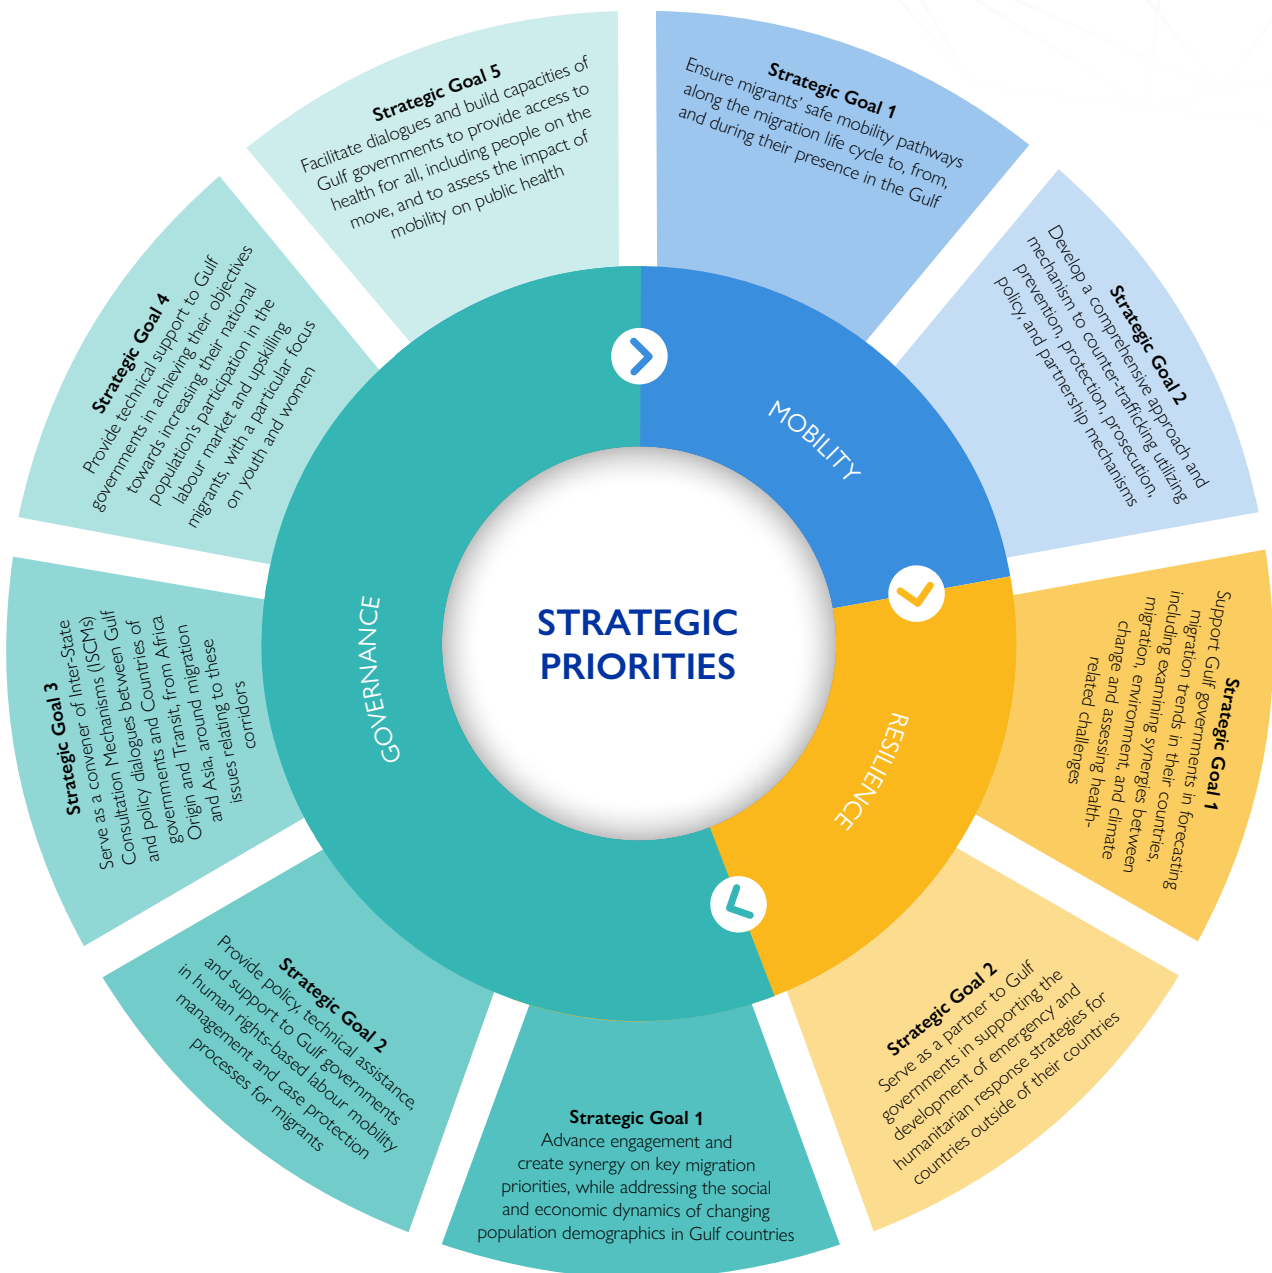 STRATEGIC
PRIORITIES
MOBILITY
Strategic Goal 1
Ensure migrants' safe mobility pathways
along the migration life cycle to, from,
and during their presence in the Gulf
Strategic Goal 2
Develop a comprehensive approach and
mechanism to counter-trafficking utilizing
prevention, protection, prosecution,
policy, and partnership mechanisms
RESILIENCE
Strategic Goal 1
Support Gulf governments in forecasting
migration trends in their countries,
including examining synergies between
migration, environment, and climate
change and assessing health-
related challenges
Strategic Goal 2
Serve as a partner to Gulf
governments in supporting the
development of emergency and
humanitarian response strategies for
countries outside of their countries
GOVERNANCE
Strategic Goal 1
Advance engagement and
create synergy on key migration
priorities, while addressing the social
and economic dynamics of changing
population demographics in Gulf countries
Strategic Goal 2
Provide policy, technical assistance,
and support to Gulf governments
in human rights-based labour mobility
management and case protection
processes for migrants
Strategic Goal 3
Serve as a convener of Inter-State
Consultation Mechanisms (ISCMs)
and policy dialogues between Gulf
governments and Countries of
Origin and Transit, from Africa
and Asia, around migration
issues relating to these
corridors
Strategic Goal 4
Provide technical support to Gulf
governments in achieving their objectives
towards increasing their national
population's participation in the
labour market and upskilling
migrants, with a particular focus
on youth and women
Strategic Goal 5
Facilitate dialogues and build capacities of
Gulf governments to provide access to
health for all, including people on the
move, and to assess the impact of
mobility on public health